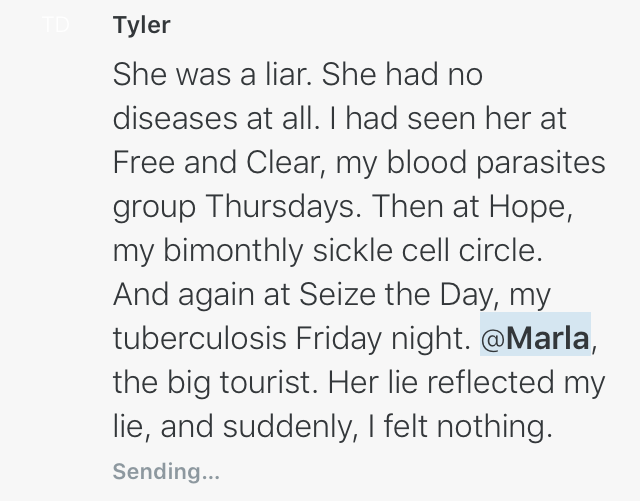 TD Tyler
She was a liar. She had no
diseases at all. I had seen her at
Free and Clear, my blood parasites
group Thursdays. Then at Hope,
my bimonthly sickle cell circle.
And again at Seize the Day, my
tuberculosis Friday night. @Marla,
the big tourist. Her lie reflected my
lie, and suddenly, I felt nothing.
Sending...